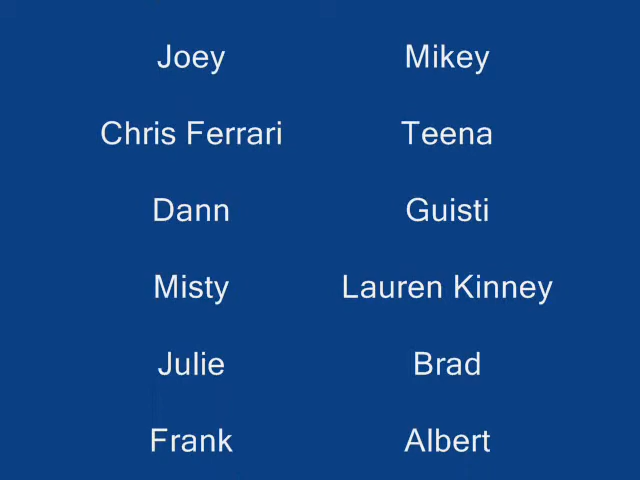 Joey Mikey
Chris Ferrari Teena
Dann Guisti
Misty Lauren Kinney
Julie Brad
Frank Albert